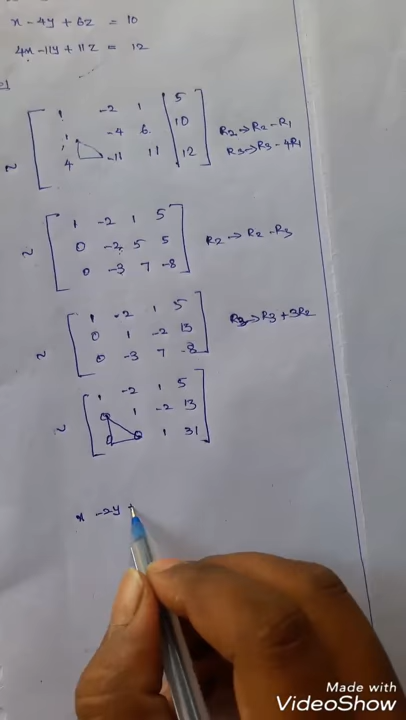 x - 4y + 6z = 10
4x - 11y + 11z = 12
~ [ 1 -2 1 | 5
1 -4 6 | 10
4 -11 11 | 12 ] R2→R2-R1
R3→R3-4R1
~ [ 1 -2 1 5
0 -2 5 5
0 -3 7 -8 ] R2→R2-R3
~ [ 1 -2 1 5
0 1 -2 13
0 -3 7 -8 ] R3→R3+3R2
~ [ 1 -2 1 5
0 1 -2 13
0 0 1 31 ]
x - 2y +
Made with
VideoShow